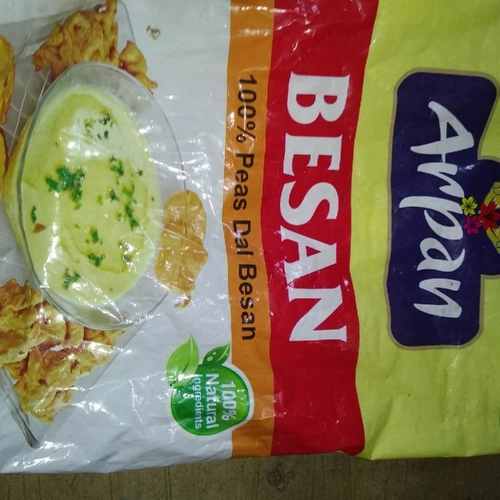 Arpan
BESAN
100% Peas Dal Besan
100%
Natural
Ingredients